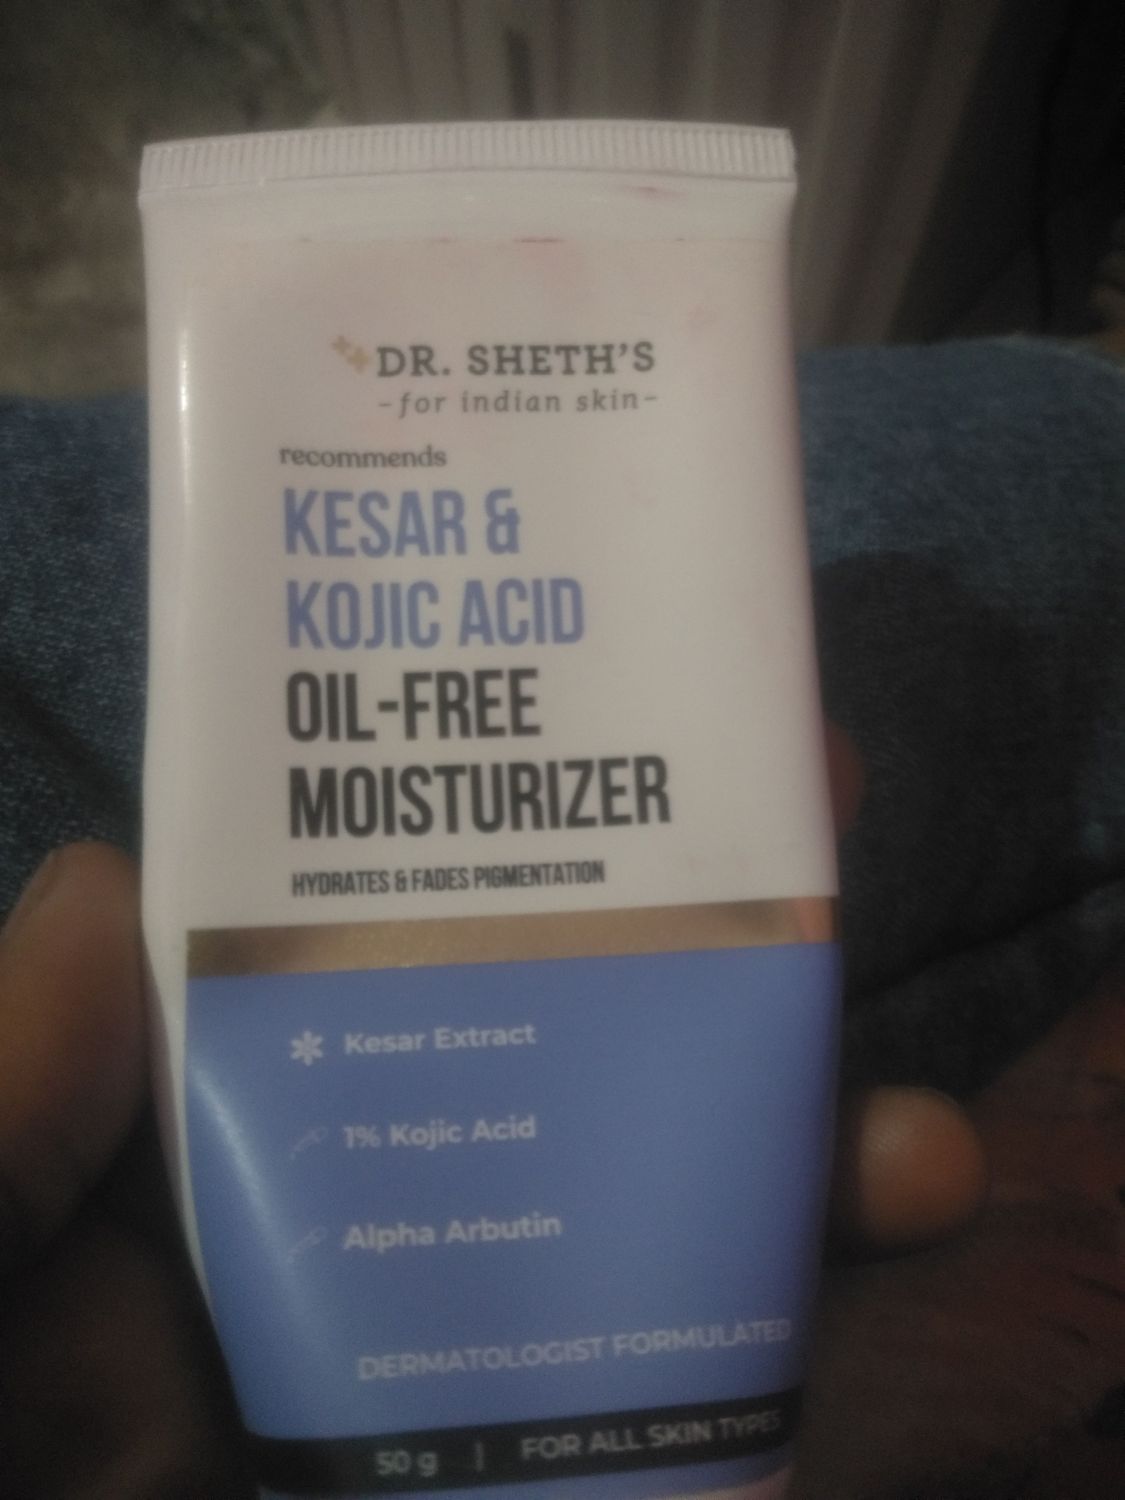 DR. SHETH'S
-for indian skin-
recommends
KESAR &
KOJIC ACID
OIL-FREE
MOISTURIZER
HYDRATES & FADES PIGMENTATION
Kesar Extract
1% Kojic Acid
Alpha Arbutin
DERMATOLOGIST FORMULATED
50 g | FOR ALL SKIN TYPES